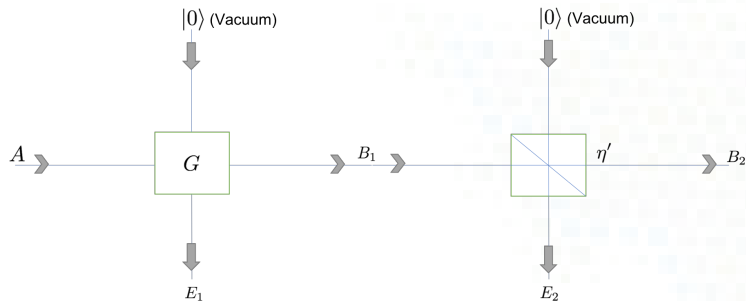 |0⟩ (Vacuum)
|0⟩ (Vacuum)
A
G
B₁
η′
B₂
E₁
E₂